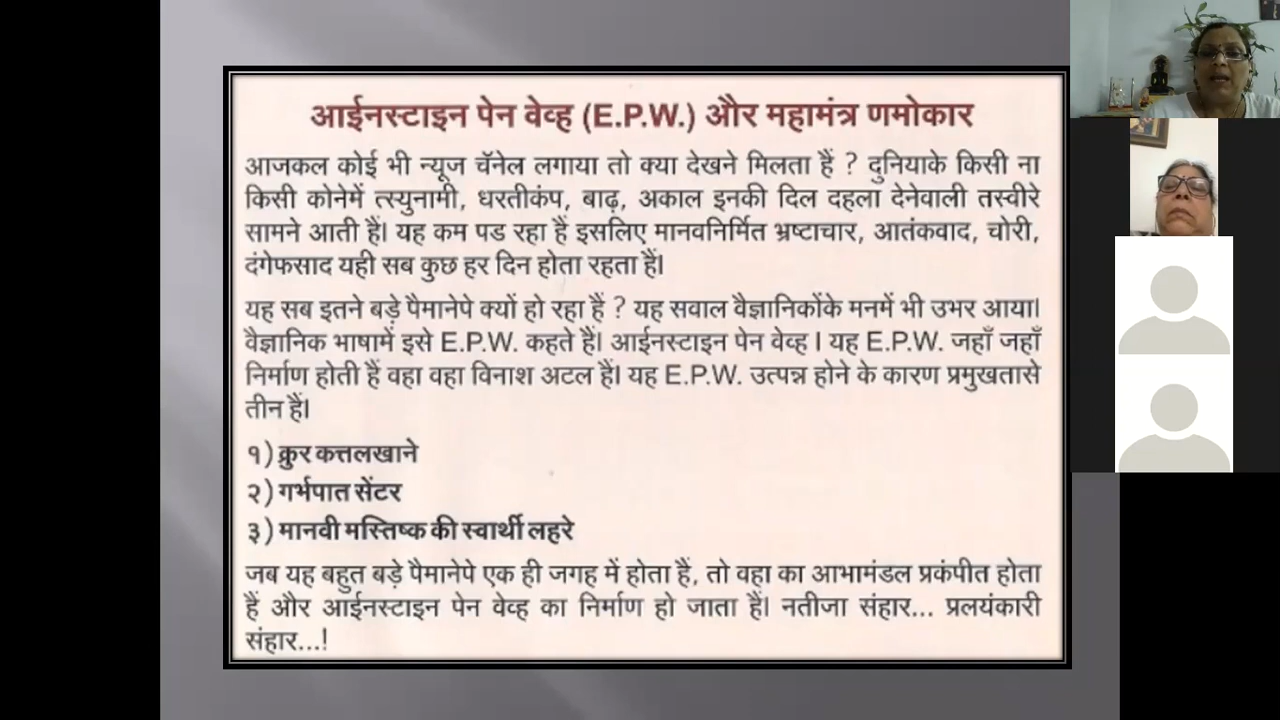 आईनस्टाइन पेन वेव्ह (E.P.W.) और महामंत्र णमोकार
आजकल कोई भी न्यूज चॅनेल लगाया तो क्या देखने मिलता हैं ? दुनियाके किसी ना
किसी कोनेमें त्स्युनामी, धरतीकंप, बाढ़, अकाल इनकी दिल दहला देनेवाली तस्वीरे
सामने आती हैं। यह कम पड रहा हैं इसलिए मानवनिर्मित भ्रष्टाचार, आतंकवाद, चोरी,
दंगेफसाद यही सब कुछ हर दिन होता रहता हैं।
यह सब इतने बड़े पैमानेपे क्यों हो रहा हैं ? यह सवाल वैज्ञानिकोंके मनमें भी उभर आया।
वैज्ञानिक भाषामें इसे E.P.W. कहते हैं। आईनस्टाइन पेन वेव्ह । यह E.P.W. जहाँ जहाँ
निर्माण होती हैं वहा वहा विनाश अटल हैं। यह E.P.W. उत्पन्न होने के कारण प्रमुखतासे
तीन हैं।
१) क्रुर कत्तलखाने
२) गर्भपात सेंटर
३) मानवी मस्तिष्क की स्वार्थी लहरे
जब यह बहुत बड़े पैमानेपे एक ही जगह में होता हैं, तो वहा का आभामंडल प्रकंपीत होता
हैं और आईनस्टाइन पेन वेव्ह का निर्माण हो जाता हैं। नतीजा संहार... प्रलयंकारी
संहार...!